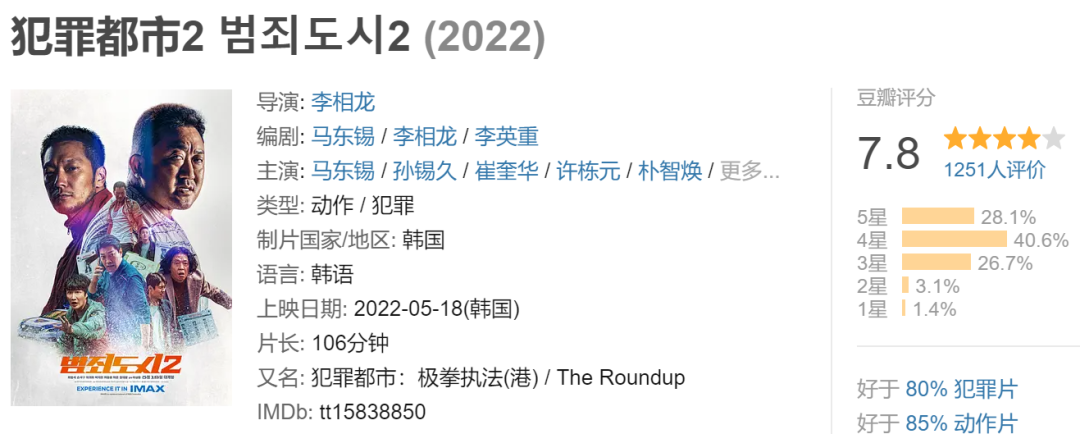 犯罪都市2 범죄도시2 (2022)
导演: 李相龙
编剧: 马东锡 / 李相龙 / 李英重
主演: 马东锡 / 孙锡久 / 崔奎华 / 许栋元 / 朴智焕 / 更多...
类型: 动作 / 犯罪
制片国家/地区: 韩国
语言: 韩语
上映日期: 2022-05-18(韩国)
片长: 106分钟
又名: 犯罪都市：极拳执法(港) / The Roundup
IMDb: tt15838850
범죄도시2
EXPERIENCE IT IN IMAX
豆瓣评分
7.8
1251人评价
5星 28.1%
4星 40.6%
3星 26.7%
2星 3.1%
1星 1.4%
好于 80% 犯罪片
好于 85% 动作片